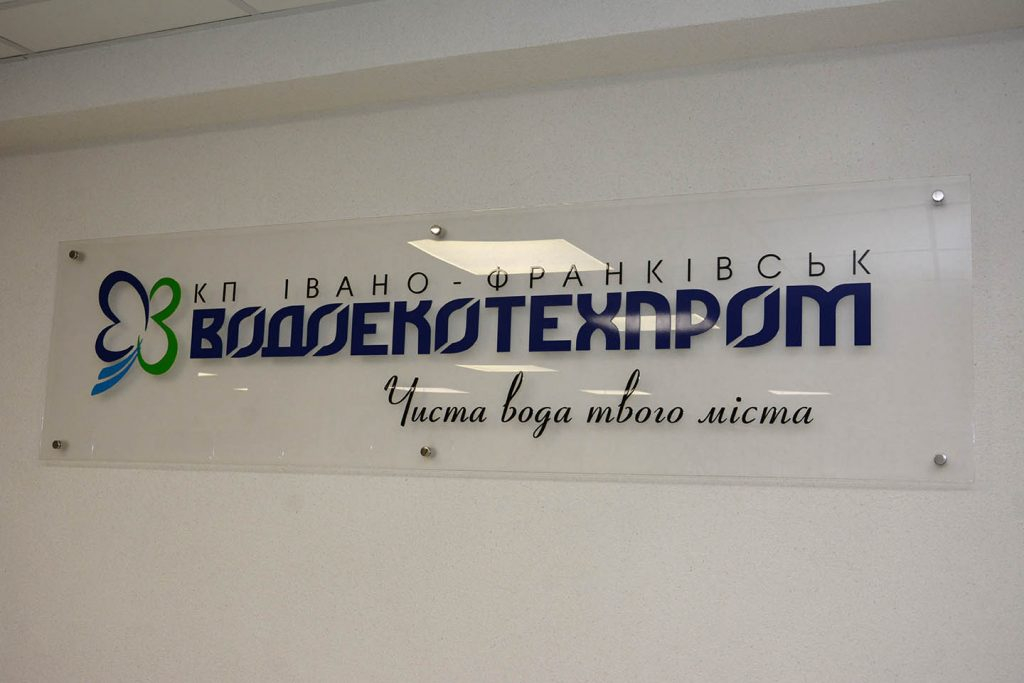 КП ІВАНО-ФРАНКІВСЬК
ВОДОЕКОТЕХПРОМ
Чиста вода твого міста